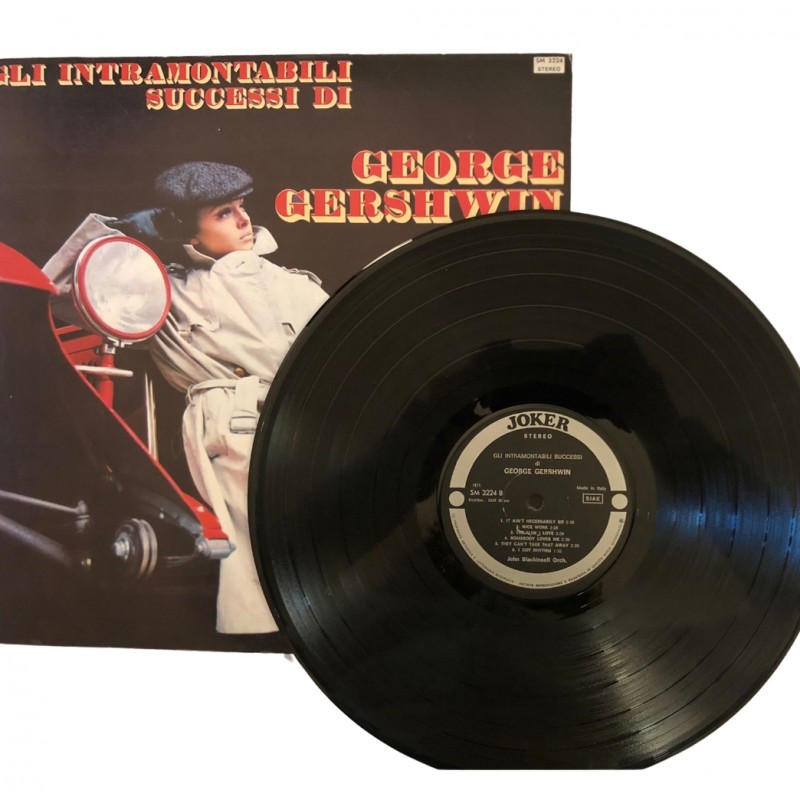 GLI INTRAMONTABILI
SUCCESSI DI
SM 3224
STEREO
GEORGE
GERSHWIN
JOKER
STEREO
GLI INTRAMONTABILI SUCCESSI
di
GEORGE GERSHWIN
1971
SM 3224 B
Made in Italy
SIAE
1. IT AIN'T NECESSARILY SO
2. NICE WORK
LOVE
4. SOMEBODY LOVES ME
5. THEY CAN'T TAKE THAT AWAY
6. I GOT RHYTHM
John Blackinsell Orch.